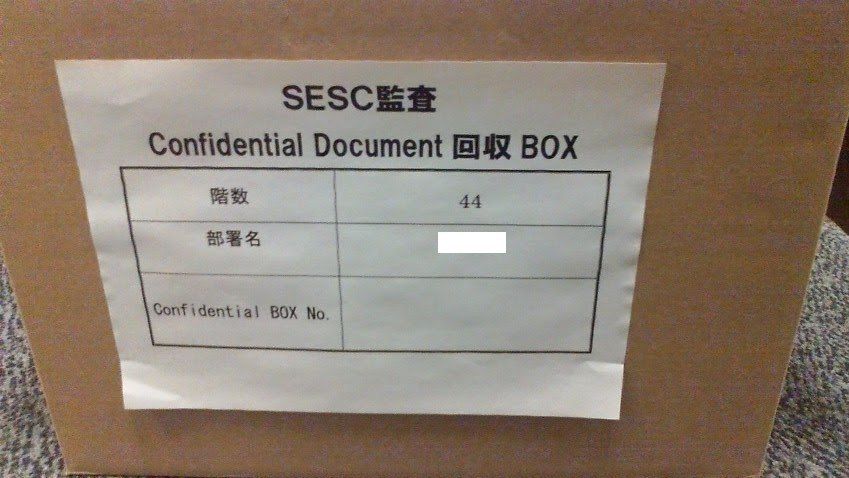 SESC監査
Confidential Document 回収 BOX
階数 44
部署名
Confidential BOX No.